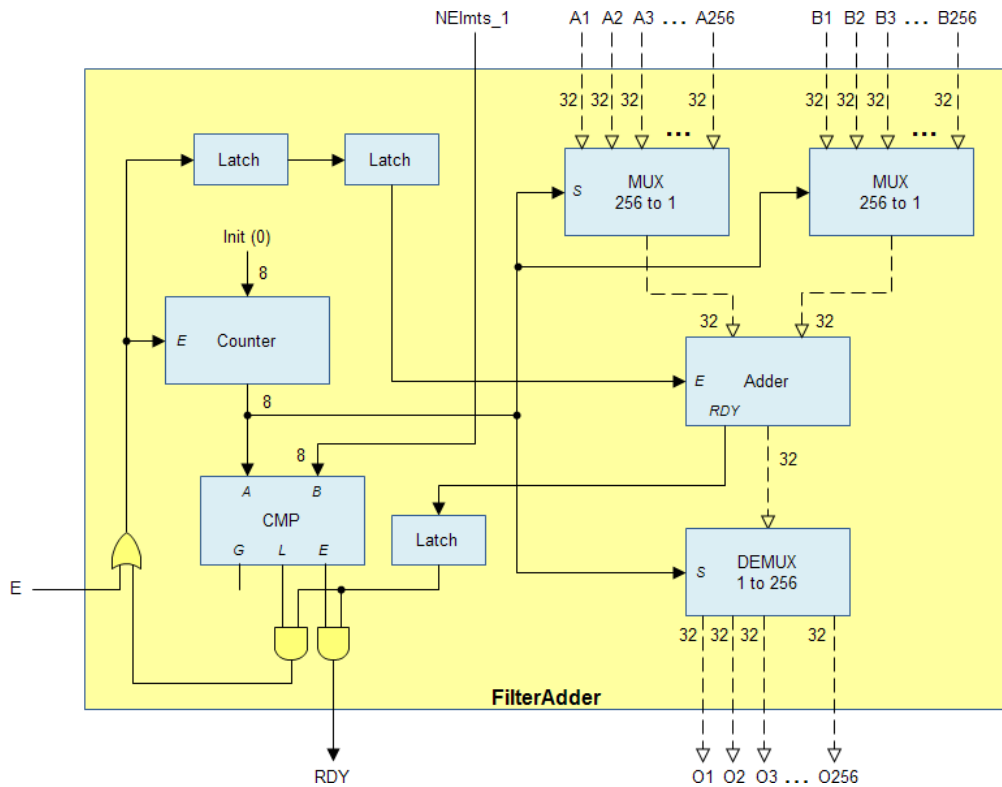 NElmts_1
A1 A2 A3 ... A256
B1 B2 B3 ... B256
32 32 32 32
32 32 32 32
...
...
Latch
Latch
MUX
256 to 1
S
MUX
256 to 1
Init (0)
8
E
Counter
8
32
32
E
Adder
RDY
8
32
A
B
CMP
G
L
E
Latch
DEMUX
1 to 256
S
E
32 32 32 32
FilterAdder
RDY
O1 O2 O3 ... O256